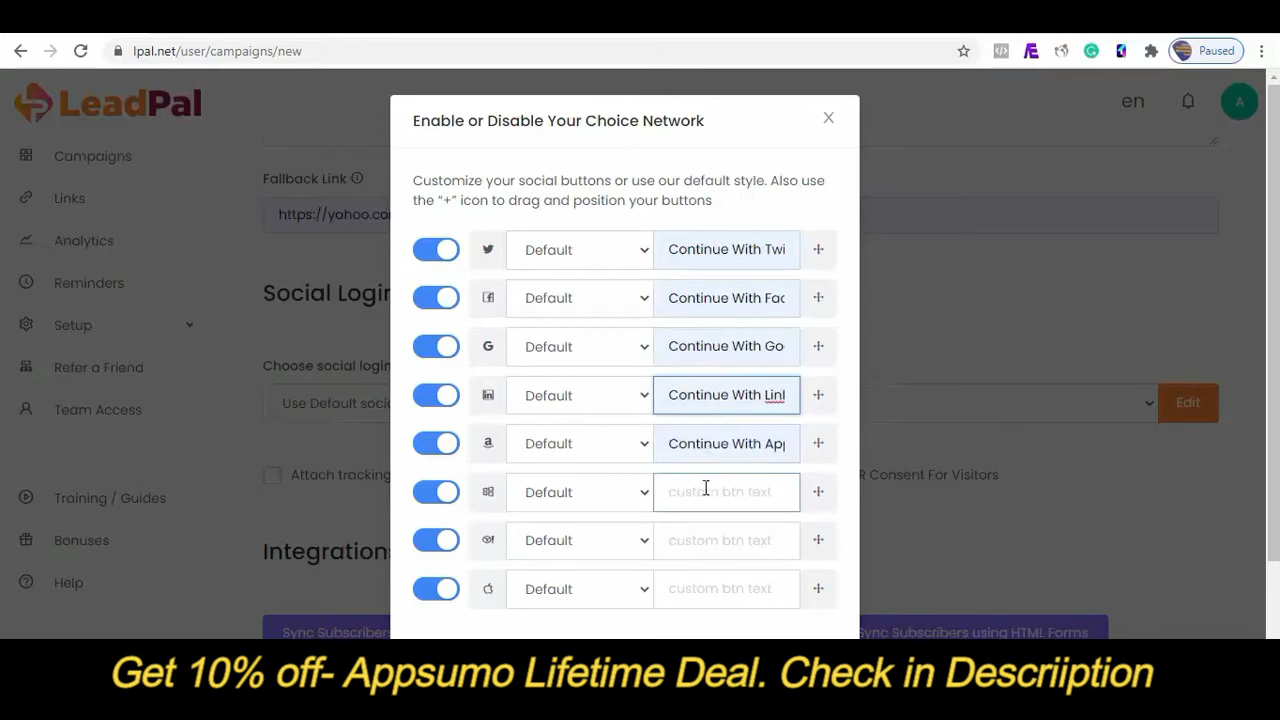 lpal.net/user/campaigns/new
Paused
LeadPal
en
A
Campaigns
Links
Analytics
Reminders
Setup
Refer a Friend
Team Access
Training / Guides
Bonuses
Help
Fallback Link
https://yahoo.co
Social Logi
Choose social login
Use Default soci
Edit
Attach tracking
R Consent For Visitors
Integration
Sync Subscribers
Sync Subscribers using HTML Forms
Enable or Disable Your Choice Network
Customize your social buttons or use our default style. Also use
the "+" icon to drag and position your buttons
Default Continue With Twi
Default Continue With Fac
Default Continue With Go
Default Continue With Linl
Default Continue With App
Default custom btn text
Default custom btn text
Default custom btn text
Get 10% off- Appsumo Lifetime Deal. Check in Descriiption